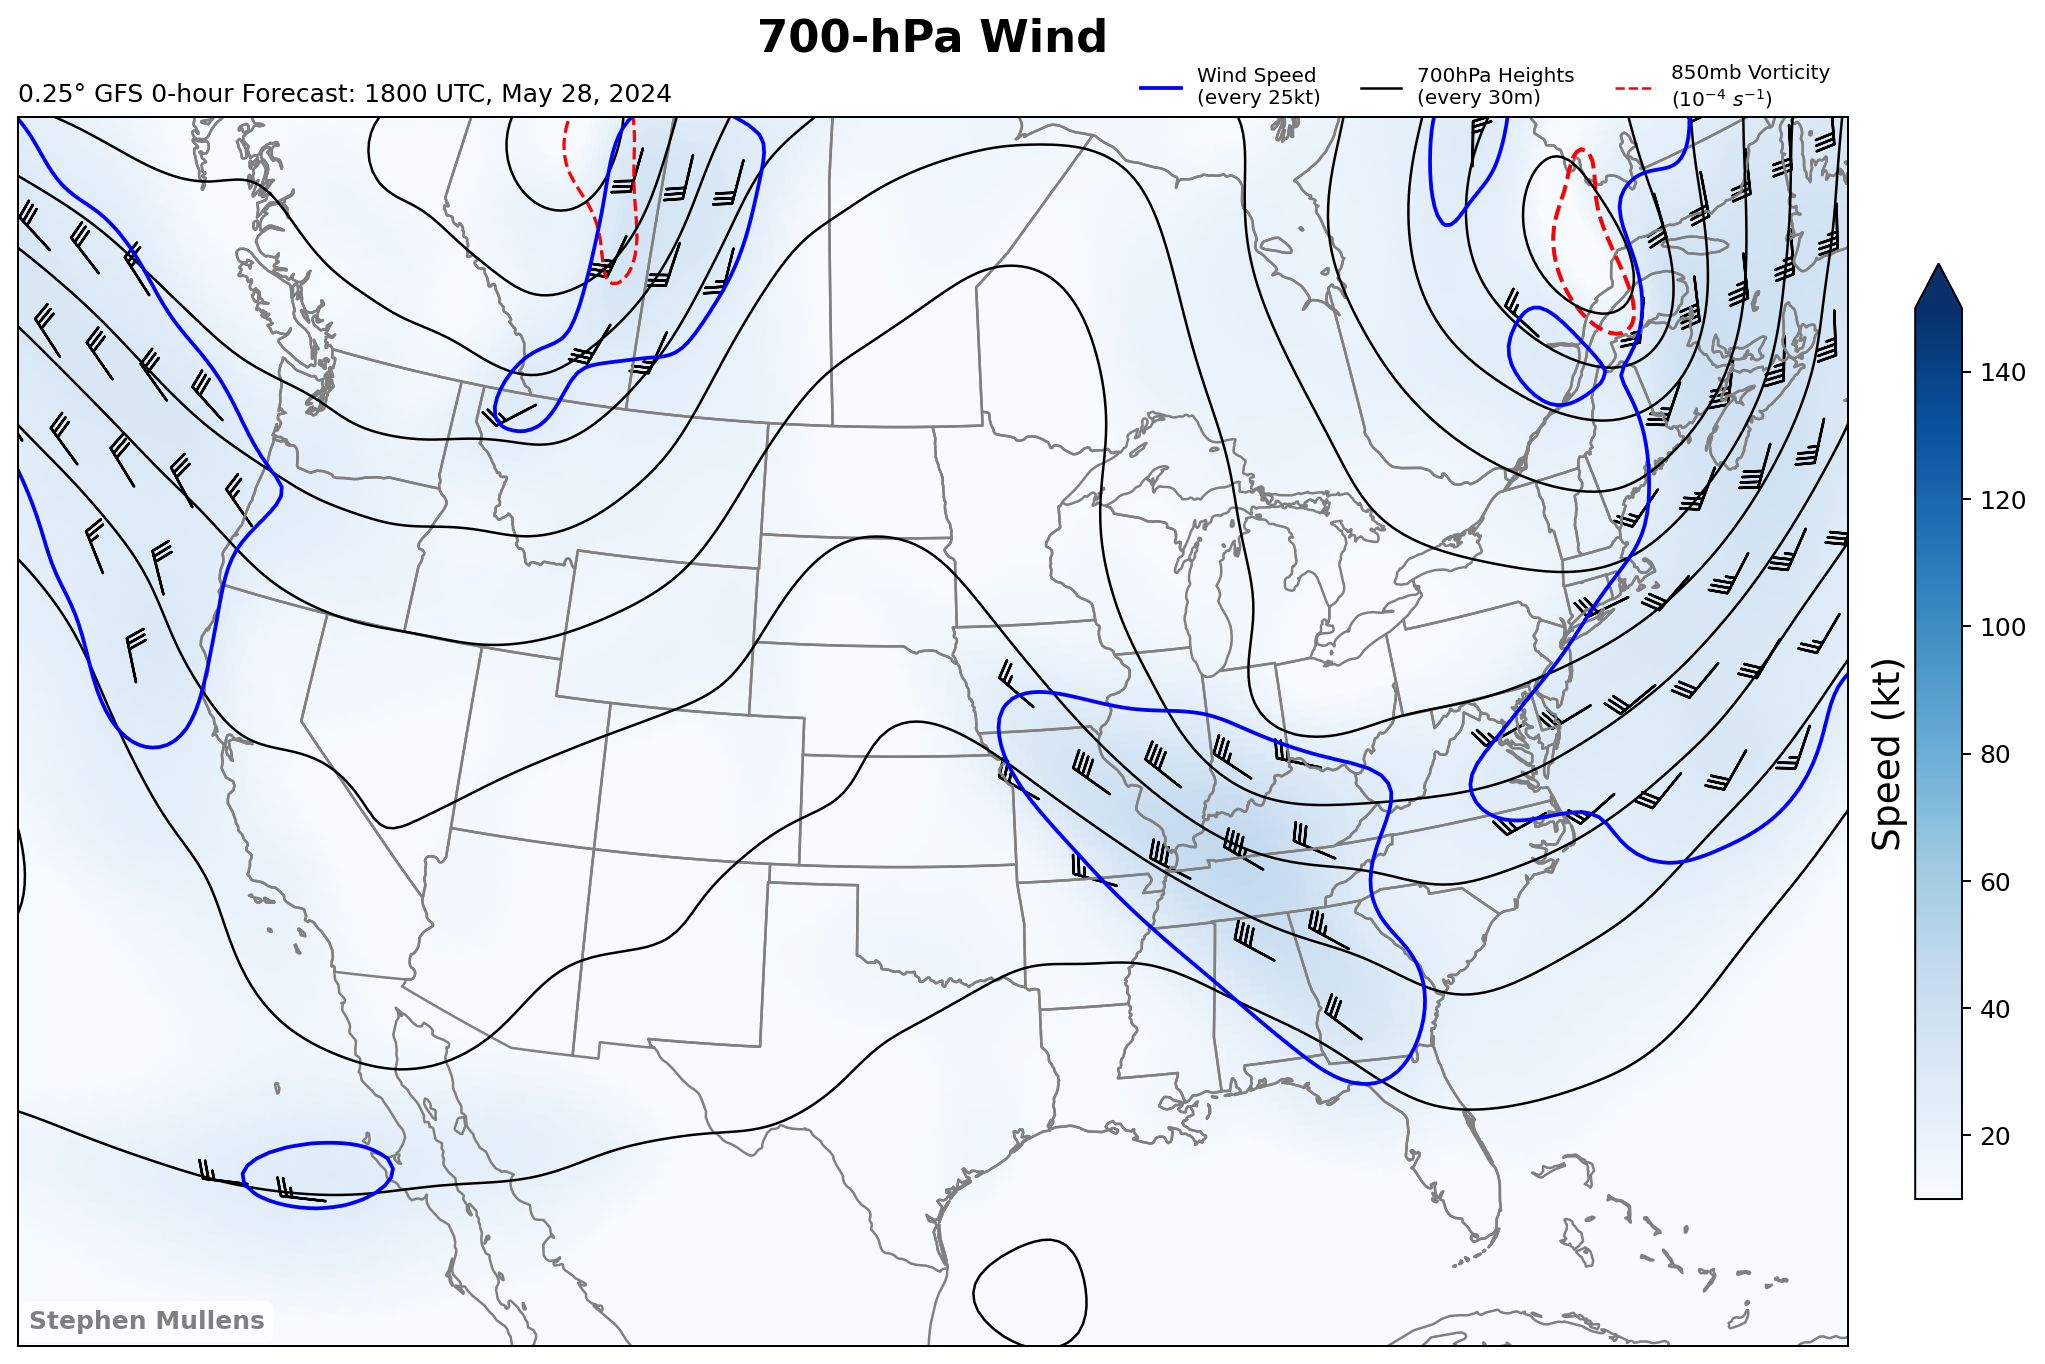 700-hPa Wind
0.25° GFS 0-hour Forecast: 1800 UTC, May 28, 2024
Wind Speed
(every 25kt)
700hPa Heights
(every 30m)
850mb Vorticity
(10⁻⁴ s⁻¹)
140
120
100
80
60
40
20
Speed (kt)
Stephen Mullens